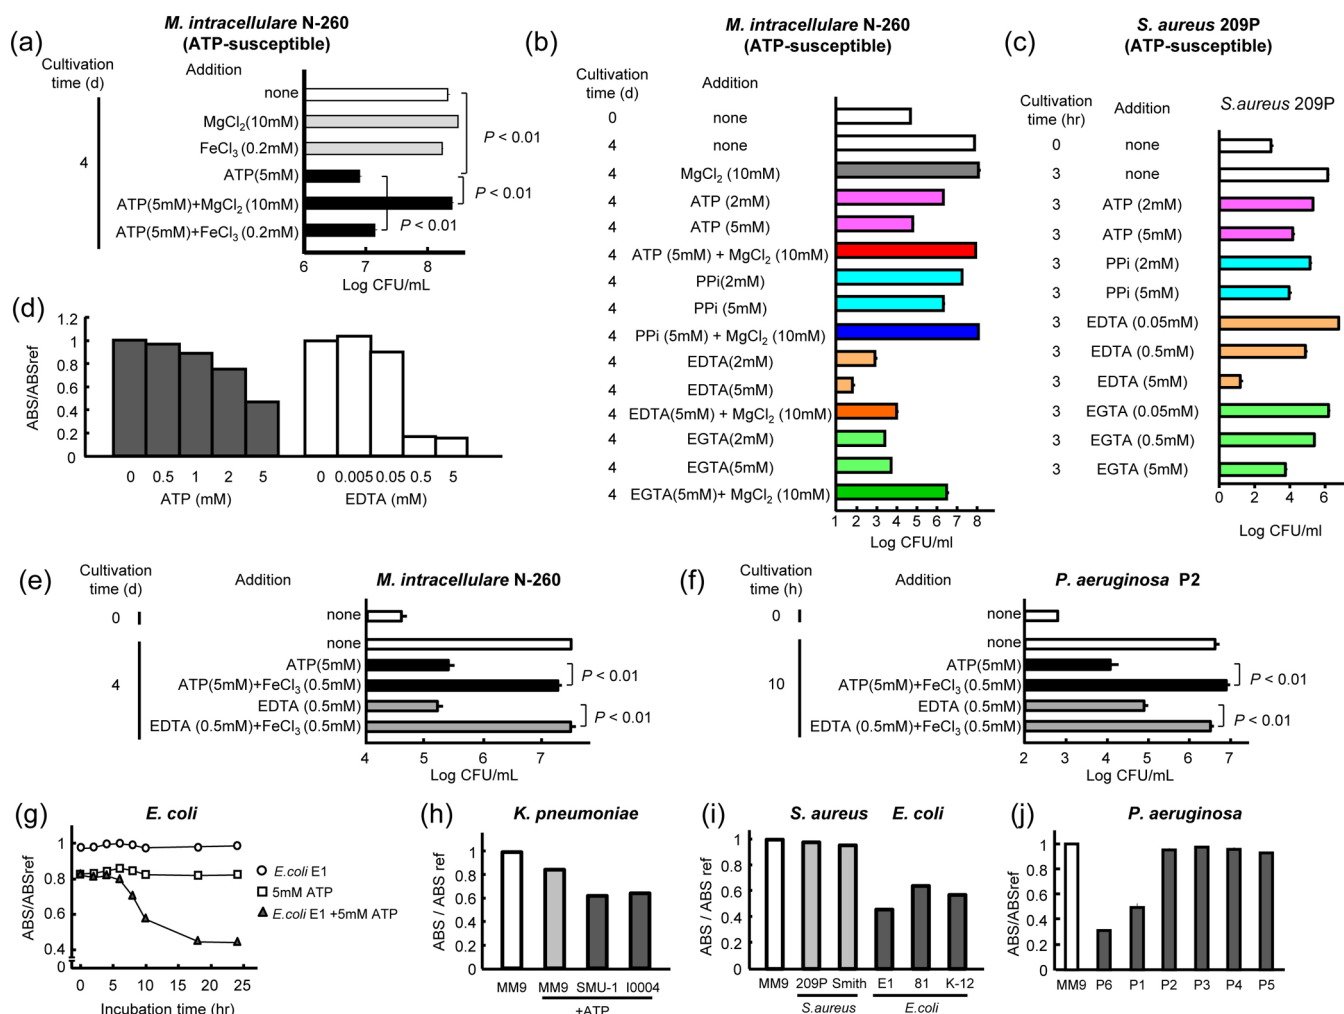 (a)
M. intracellulare N-260
(ATP-susceptible)
Cultivation
time (d)
Addition
none
MgCl₂(10mM)
FeCl₃ (0.2mM)
4
ATP(5mM)
ATP(5mM)+MgCl₂ (10mM)
ATP(5mM)+FeCl₃ (0.2mM)
P < 0.01
P < 0.01
P < 0.01
6 7 8
Log CFU/mL
(b)
M. intracellulare N-260
(ATP-susceptible)
Cultivation
time (d)
Addition
0 none
4 none
4 MgCl₂ (10mM)
4 ATP (2mM)
4 ATP (5mM)
4 ATP (5mM) + MgCl₂ (10mM)
4 PPi(2mM)
4 PPi (5mM)
4 PPi (5mM) + MgCl₂ (10mM)
4 EDTA(2mM)
4 EDTA(5mM)
4 EDTA(5mM) + MgCl₂ (10mM)
4 EGTA(2mM)
4 EGTA(5mM)
4 EGTA(5mM)+ MgCl₂ (10mM)
1 2 3 4 5 6 7 8
Log CFU/ml
(c)
S. aureus 209P
(ATP-susceptible)
Cultivation
time (hr)
Addition
S.aureus 209P
0 none
3 none
3 ATP (2mM)
3 ATP (5mM)
3 PPi (2mM)
3 PPi (5mM)
3 EDTA (0.05mM)
3 EDTA (0.5mM)
3 EDTA (5mM)
3 EGTA (0.05mM)
3 EGTA (0.5mM)
3 EGTA (5mM)
0 2 4 6
Log CFU/ml
(d)
ABS/ABSref
1.2
1
0.8
0.6
0.4
0.2
0
0 0.5 1 2 5
ATP (mM)
0 0.005 0.05 0.5 5
EDTA (mM)
(e)
Cultivation
time (d)
Addition
M. intracellulare N-260
0 none
none
ATP(5mM)
4
ATP(5mM)+FeCl₃ (0.5mM)
EDTA (0.5mM)
EDTA (0.5mM)+FeCl₃ (0.5mM)
P < 0.01
P < 0.01
4 5 6 7
Log CFU/mL
(f)
Cultivation
time (h)
Addition
P. aeruginosa P2
0 none
none
ATP(5mM)
10
ATP(5mM)+FeCl₃ (0.5mM)
EDTA (0.5mM)
EDTA (0.5mM)+FeCl₃ (0.5mM)
P < 0.01
P < 0.01
2 3 4 5 6 7
Log CFU/mL
(g)
E. coli
ABS/ABSref
1
0.8
0.6
0.4
0
0 5 10 15 20 25
Incubation time (hr)
E.coli E1
5mM ATP
E.coli E1 +5mM ATP
(h)
K. pneumoniae
ABS / ABS ref
1
0.8
0.6
0.4
0.2
0
MM9 MM9 SMU-1 I0004
+ATP
(i)
S. aureus E. coli
ABS / ABS ref
1
0.8
0.6
0.4
0.2
0
MM9 209P Smith E1 81 K-12
S.aureus E.coli
(j)
P. aeruginosa
ABS/ABSref
1
0.8
0.6
0.4
0.2
0
MM9 P6 P1 P2 P3 P4 P5